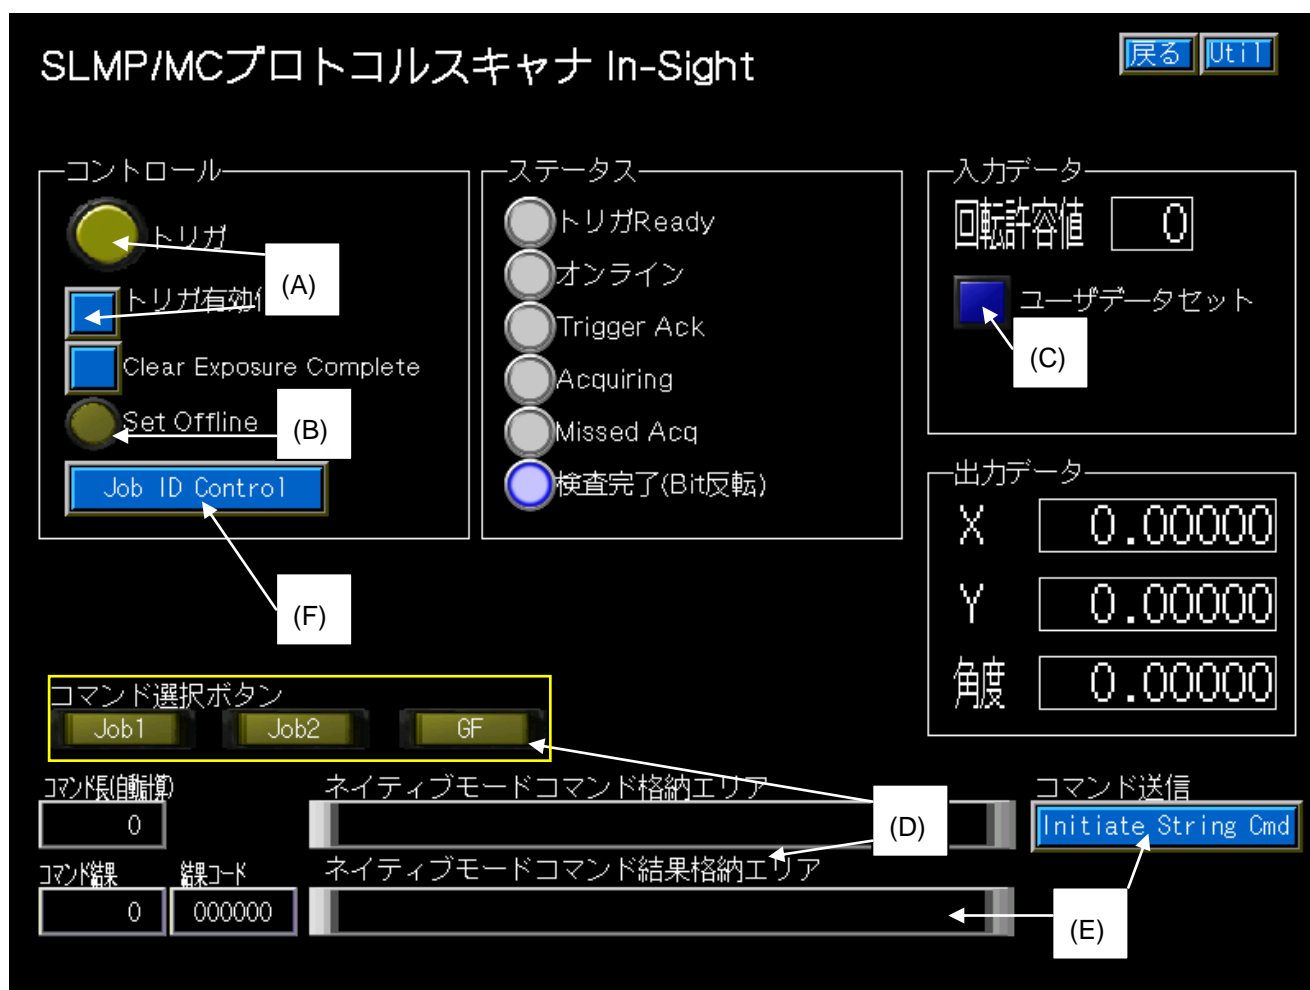 SLMP/MCプロトコルスキャナ In-Sight
戻る Util
コントロール
トリガ
(A)
トリガ有効
Clear Exposure Complete
Set Offline
(B)
Job ID Control
(F)
ステータス
トリガReady
オンライン
Trigger Ack
Acquiring
Missed Acq
検査完了(Bit反転)
入力データ
回転許容値 0
ユーザデータセット
(C)
出力データ
X 0.00000
Y 0.00000
角度 0.00000
コマンド選択ボタン
Job1 Job2 GF
コマンド長(自動計算) ネイティブモードコマンド格納エリア コマンド送信
0 (D) Initiate String Cmd
コマンド結果 結果コード ネイティブモードコマンド結果格納エリア
0 000000 (E)